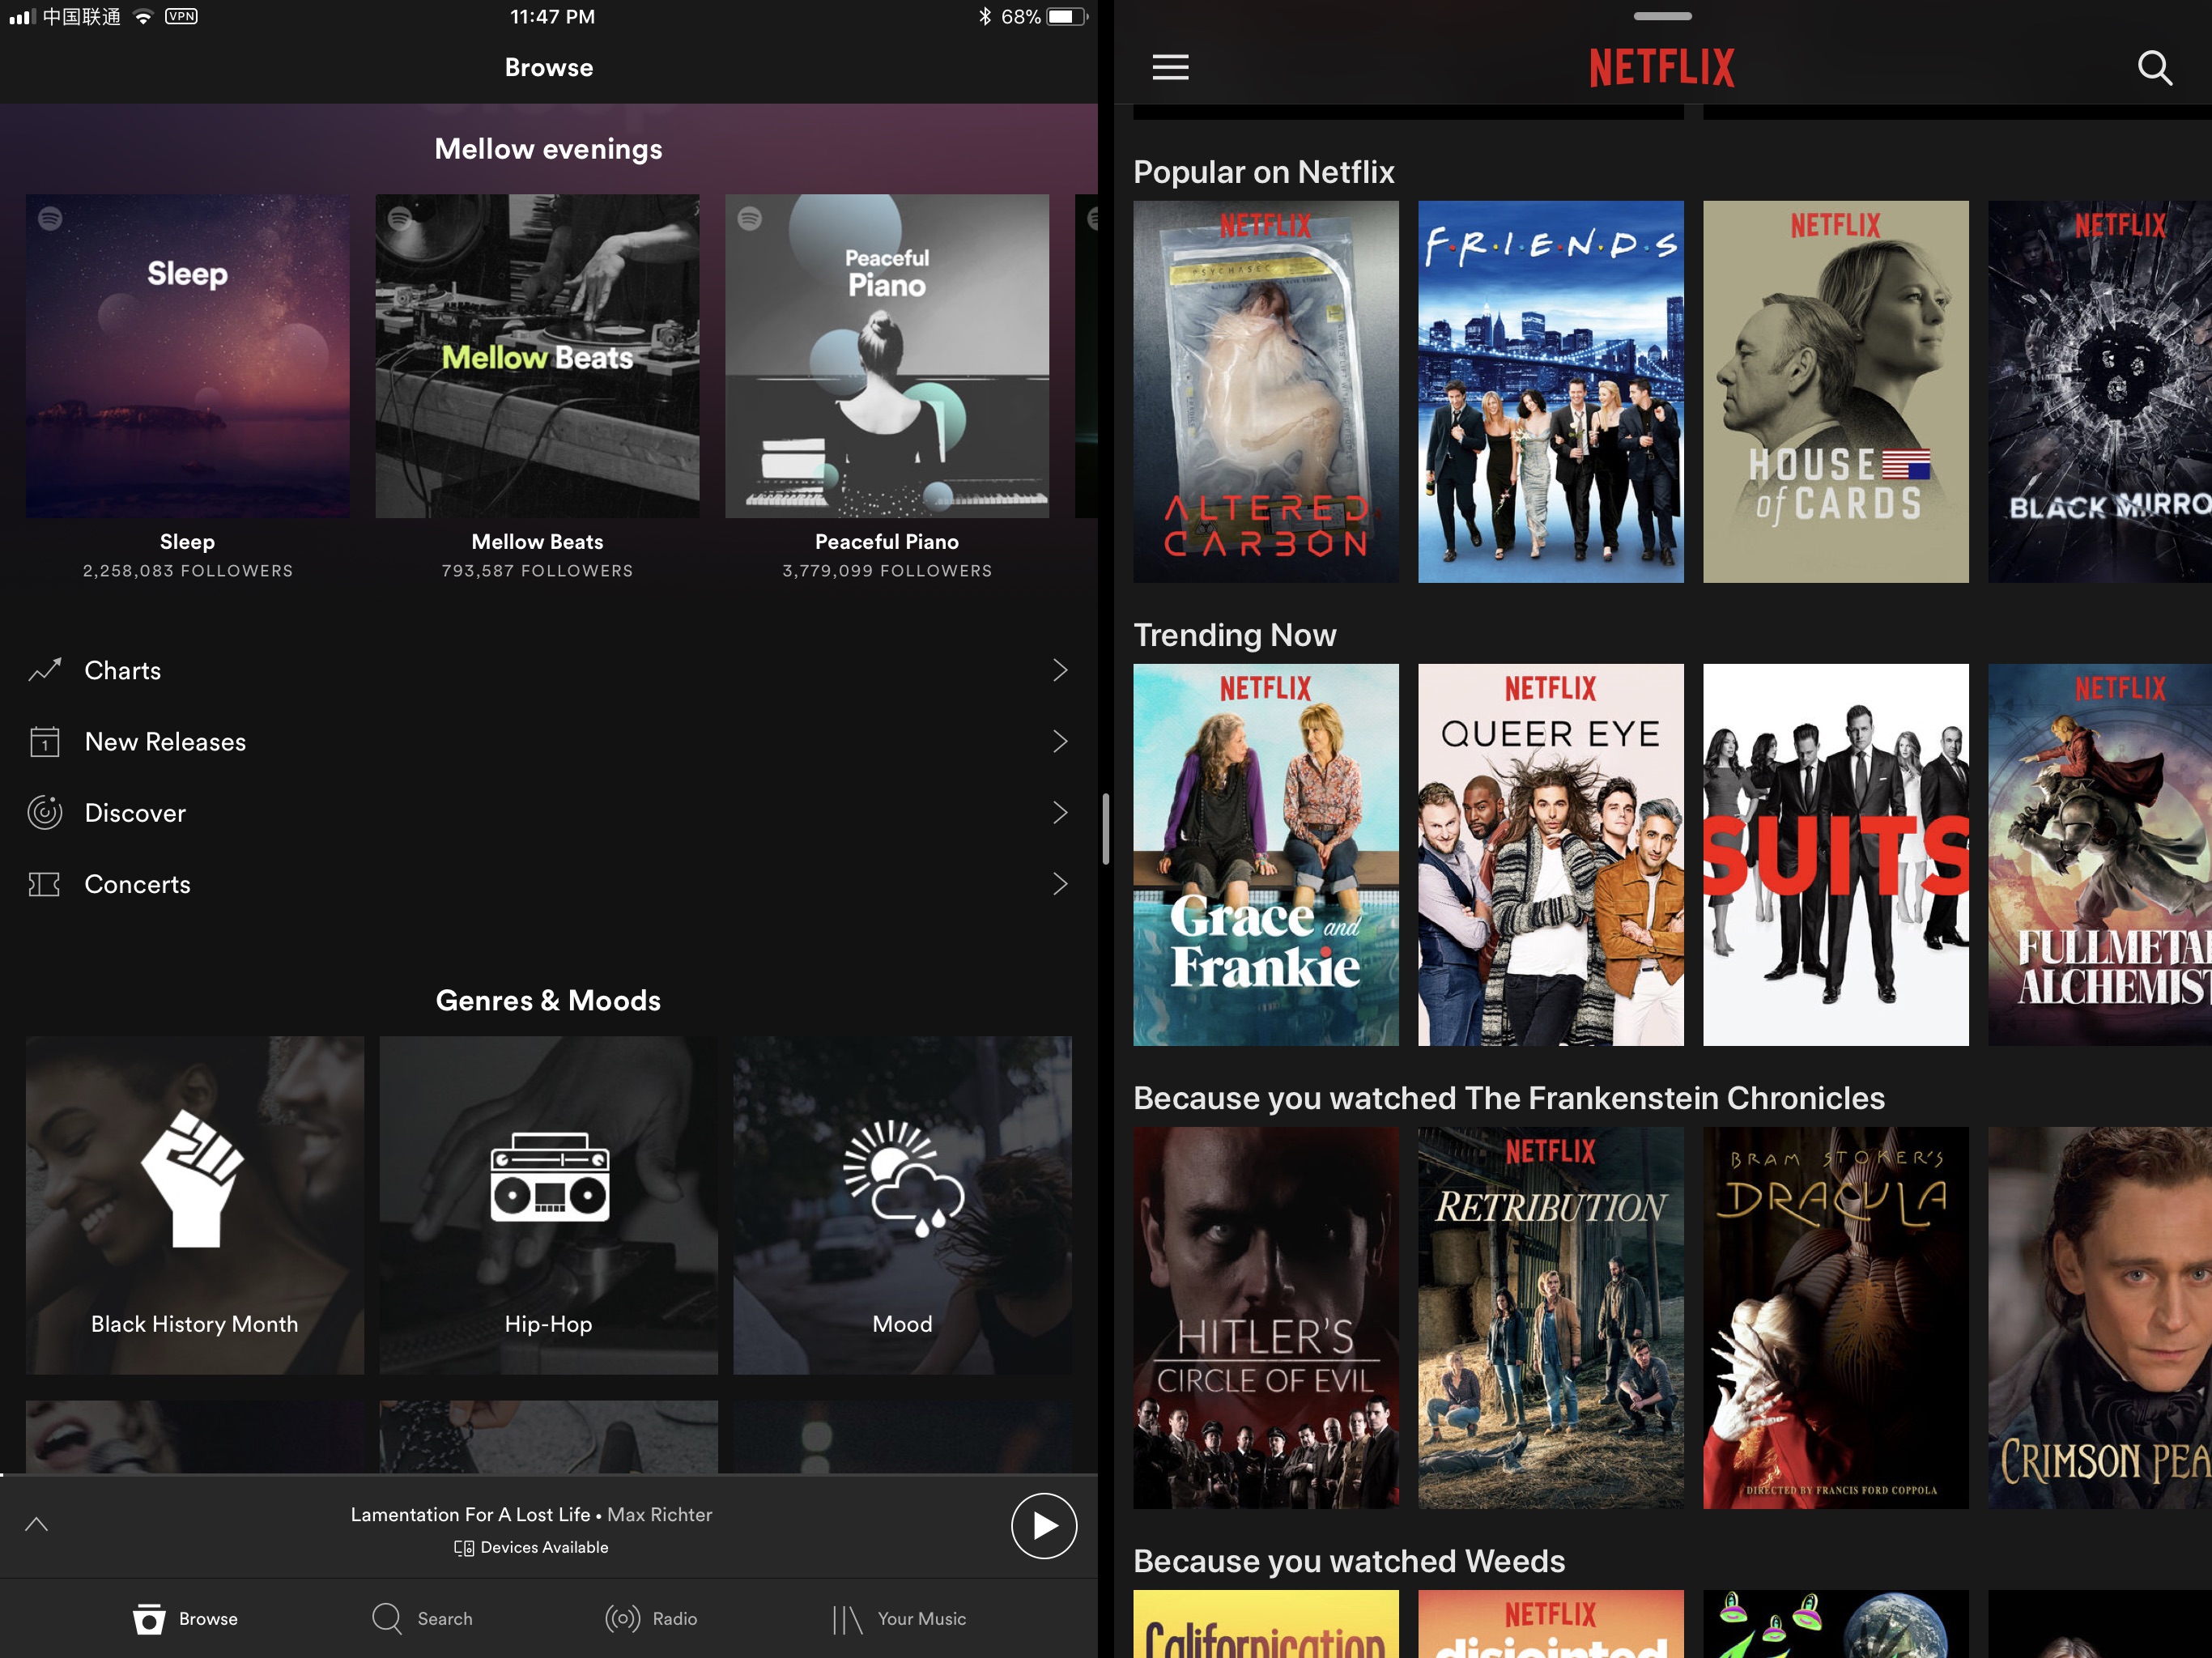 中国联通 VPN
11:47 PM
68%
Browse
Mellow evenings
Sleep
Mellow Beats
Peaceful
Piano
Sleep
2,258,083 FOLLOWERS
Mellow Beats
793,587 FOLLOWERS
Peaceful Piano
3,779,099 FOLLOWERS
Charts
1
New Releases
Discover
Concerts
Genres & Moods
Black History Month
Hip-Hop
Mood
Lamentation For A Lost Life • Max Richter
Devices Available
Browse
Search
Radio
Your Music
NETFLIX
Popular on Netflix
NETFLIX
PSYCHASEC
ALTERED
CARBON
F·R·I·E·N·D·S
NETFLIX
HOUSE
of CARDS
NETFLIX
BLACK MIRRO
Trending Now
NETFLIX
Grace and
Frankie
NETFLIX
QUEER EYE
SUITS
NETFLIX
FULLMETAL
ALCHEMIST
Because you watched The Frankenstein Chronicles
HITLER'S
CIRCLE OF EVIL
NETFLIX
RETRIBUTION
BRAM STOKER'S
DRACULA
DIRECTED BY FRANCIS FORD COPPOLA
CRIMSON PEA
Because you watched Weeds
Californication
NETFLIX
disjointed